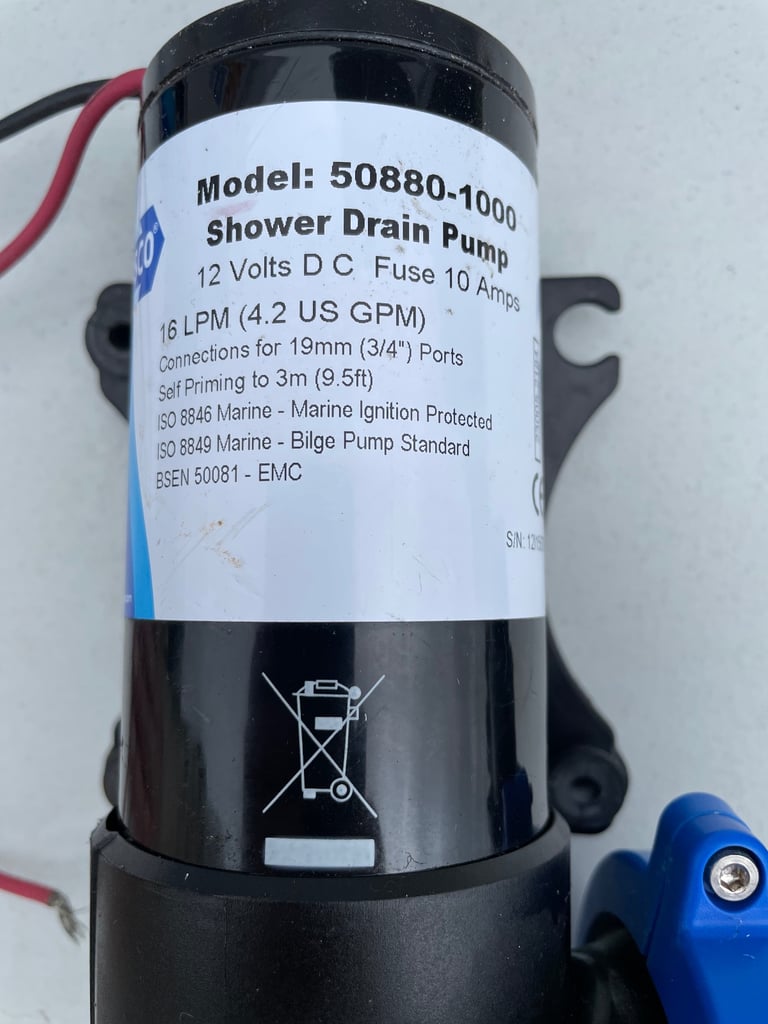 Model: 50880-1000
Shower Drain Pump
12 Volts D C Fuse 10 Amps
16 LPM (4.2 US GPM)
Connections for 19mm (3/4") Ports
Self Priming to 3m (9.5ft)
ISO 8846 Marine - Marine Ignition Protected
ISO 8849 Marine - Bilge Pump Standard
BSEN 50081 - EMC
S/N: